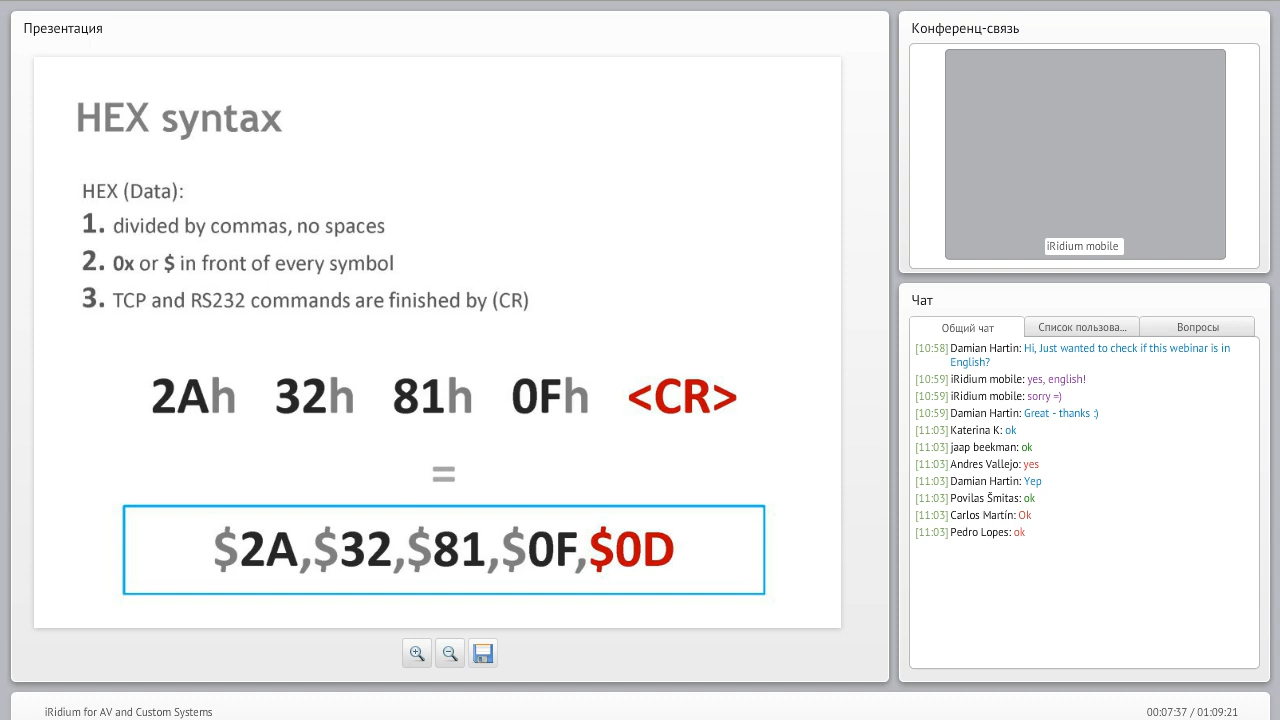 Презентация
HEX syntax
HEX (Data):
1. divided by commas, no spaces
2. 0x or $ in front of every symbol
3. TCP and RS232 commands are finished by (CR)
2Ah 32h 81h 0Fh <CR>
=
$2A,$32,$81,$0F,$0D
Конференц-связь
iRidium mobile
Чат
Общий чат Список пользова... Вопросы
[10:58] Damian Hartin: Hi, Just wanted to check if this webinar is in
English?
[10:59] iRidium mobile: yes, english!
[10:59] iRidium mobile: sorry =)
[10:59] Damian Hartin: Great - thanks :)
[11:03] Katerina K: ok
[11:03] jaap beekman: ok
[11:03] Andres Vallejo: yes
[11:03] Damian Hartin: Yep
[11:03] Povilas Šmitas: ok
[11:03] Carlos Martín: Ok
[11:03] Pedro Lopes: ok
iRidium for AV and Custom Systems
00:07:37 / 01:09:21